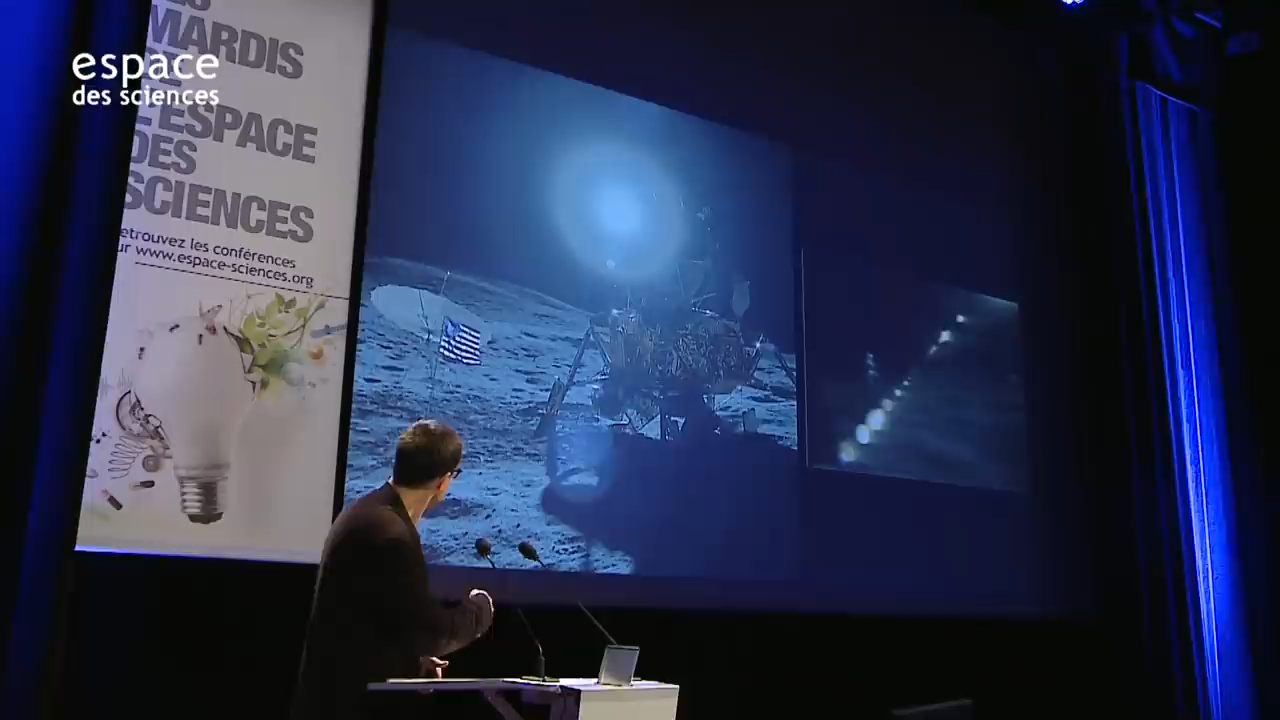 espace
des sciences
MARDIS
L'ESPACE
DES
SCIENCES
etrouvez les conférences
ur www.espace-sciences.org